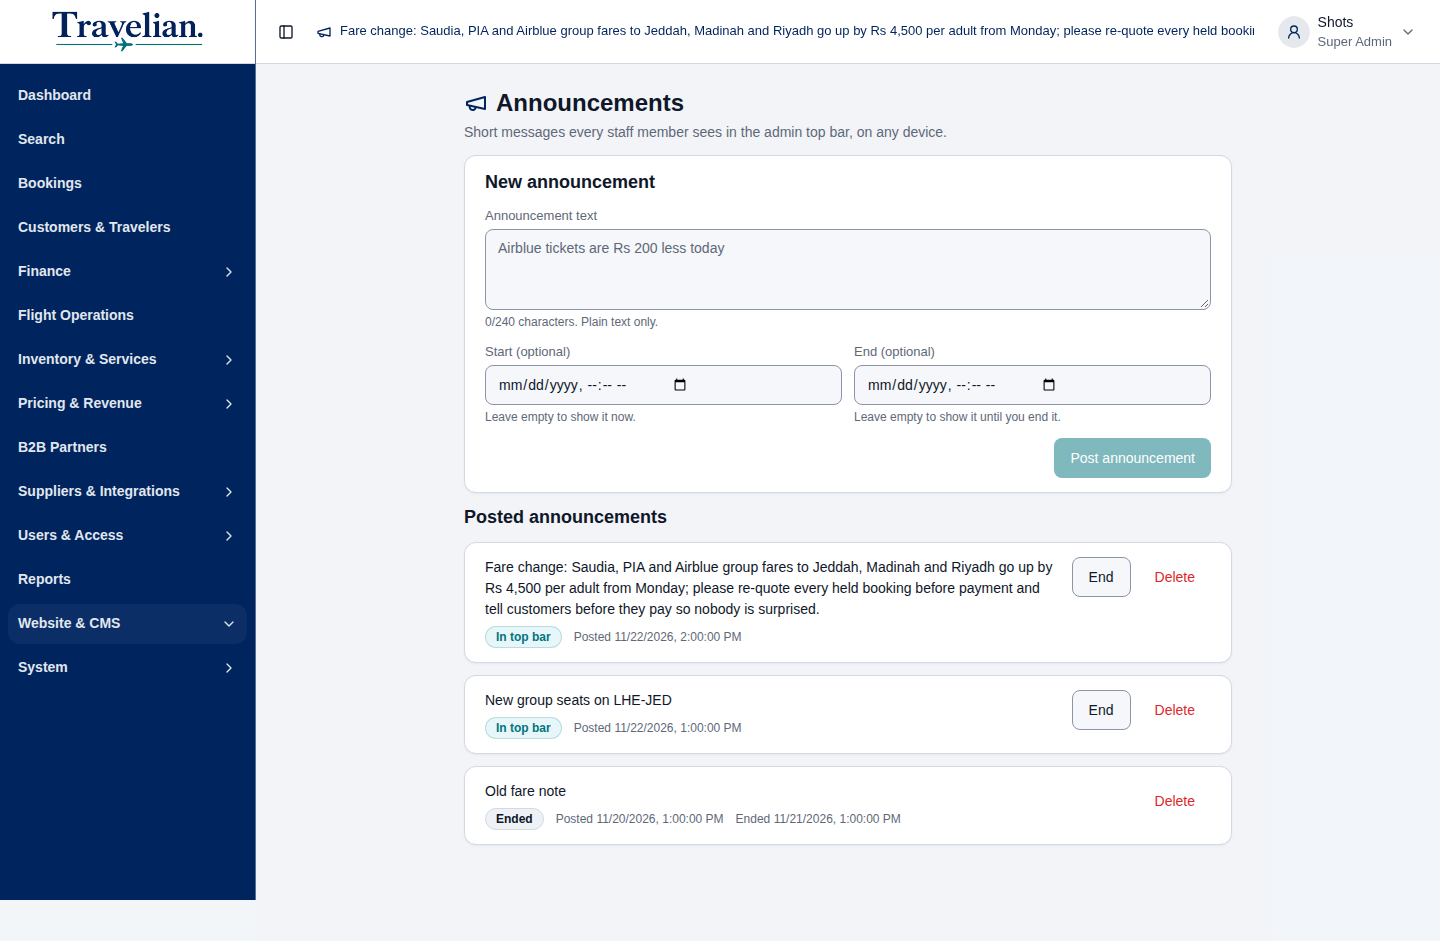 Travelian.
Fare change: Saudia, PIA and Airblue group fares to Jeddah, Madinah and Riyadh go up by Rs 4,500 per adult from Monday; please re-quote every held
Shots
Super Admin
Dashboard
Search
Bookings
Customers & Travelers
Finance
Flight Operations
Inventory & Services
Pricing & Revenue
B2B Partners
Suppliers & Integrations
Users & Access
Reports
Website & CMS
System
Announcements
Short messages every staff member sees in the admin top bar, on any device.
New announcement
Announcement text
Airblue tickets are Rs 200 less today
0/240 characters. Plain text only.
Start (optional)
End (optional)
mm/dd/yyyy, --:-- --
mm/dd/yyyy, --:-- --
Leave empty to show it now.
Leave empty to show it until you end it.
Post announcement
Posted announcements
Fare change: Saudia, PIA and Airblue group fares to Jeddah, Madinah and Riyadh go up by
Rs 4,500 per adult from Monday; please re-quote every held booking before payment and
tell customers before they pay so nobody is surprised.
End
Delete
In top bar
Posted 11/22/2026, 2:00:00 PM
New group seats on LHE-JED
End
Delete
In top bar
Posted 11/22/2026, 1:00:00 PM
Old fare note
Delete
Ended
Posted 11/20/2026, 1:00:00 PM
Ended 11/21/2026, 1:00:00 PM